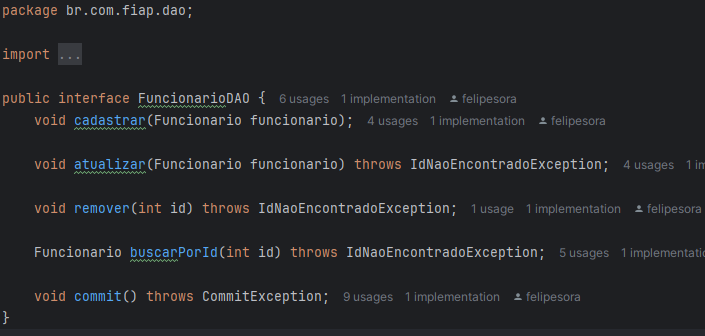 package br.com.fiap.dao;
import ...
public interface FuncionarioDAO { 6 usages 1 implementation felipesora
void cadastrar(Funcionario funcionario); 4 usages 1 implementation felipesora
void atualizar(Funcionario funcionario) throws IdNaoEncontradoException; 4 usages 1 im
void remover(int id) throws IdNaoEncontradoException; 1 usage 1 implementation felipesora
Funcionario buscarPorId(int id) throws IdNaoEncontradoException; 5 usages 1 implementatio
void commit() throws CommitException; 9 usages 1 implementation felipesora
}